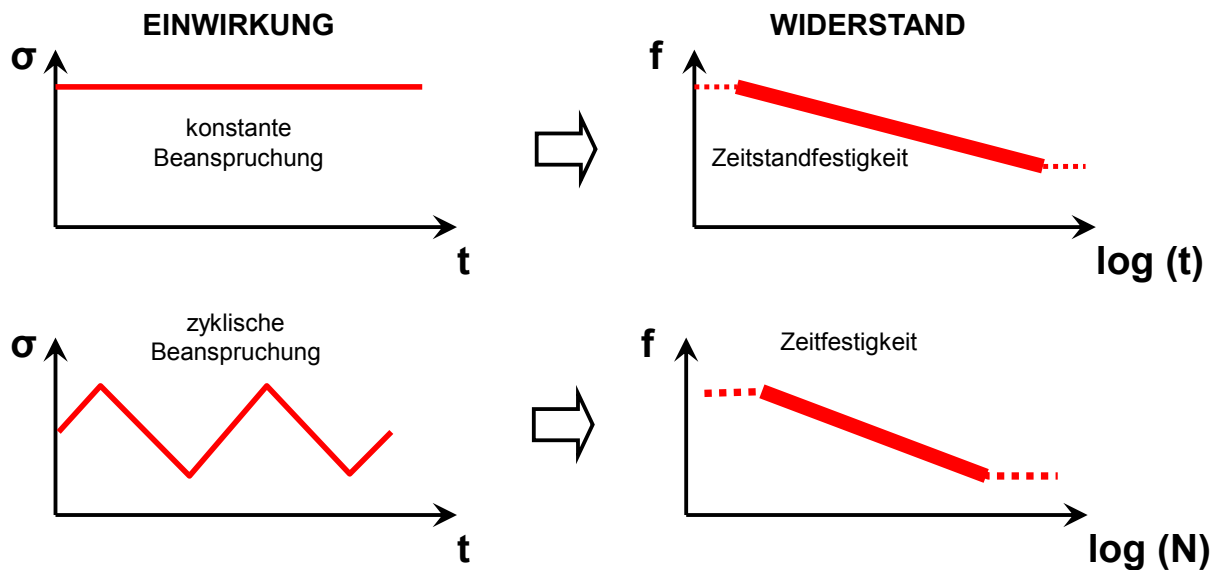 EINWIRKUNG
σ
konstante
Beanspruchung
t
WIDERSTAND
f
Zeitstandfestigkeit
log (t)
zyklische
Beanspruchung
σ
t
Zeitfestigkeit
f
log (N)